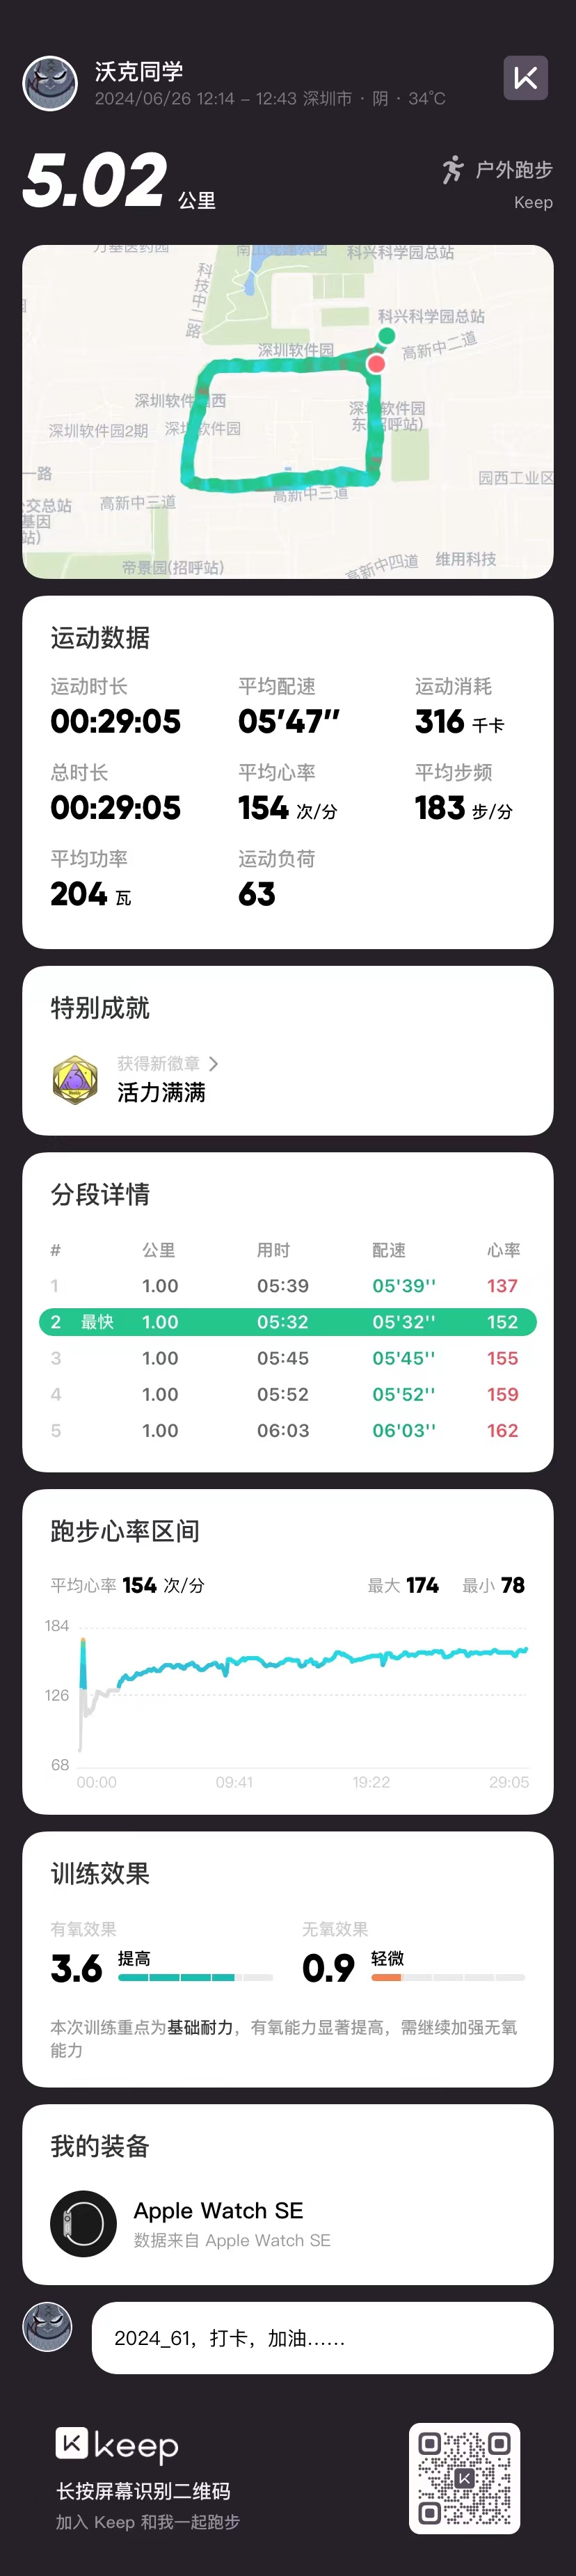 沃克同学
2024/06/26 12:14 – 12:43 深圳市 · 阴 · 34°C
5.02 公里
户外跑步
Keep
万基医药园
科兴科学园总站
科技中二路
科兴科学园总站
深圳软件园
高新中二道
深圳软件园西
深圳软件园
东(招呼站)
深圳软件园2期
深圳软件园
一路
园西工业区
公交总站
高新中三道
高新中三道
基因
站)
帝景园(招呼站)
高新中四道
维用科技
运动数据
运动时长 平均配速 运动消耗
00:29:05 05'47'' 316 千卡
总时长 平均心率 平均步频
00:29:05 154 次/分 183 步/分
平均功率 运动负荷
204 瓦 63
特别成就
获得新徽章 >
活力满满
分段详情
# 公里 用时 配速 心率
1 1.00 05:39 05'39'' 137
2 最快 1.00 05:32 05'32'' 152
3 1.00 05:45 05'45'' 155
4 1.00 05:52 05'52'' 159
5 1.00 06:03 06'03'' 162
跑步心率区间
平均心率 154 次/分 最大 174 最小 78
184
126
68
00:00 09:41 19:22 29:05
训练效果
有氧效果 无氧效果
3.6 提高 0.9 轻微
本次训练重点为基础耐力，有氧能力显著提高，需继续加强无氧
能力
我的装备
Apple Watch SE
数据来自 Apple Watch SE
2024_61，打卡，加油……
keep
长按屏幕识别二维码
加入 Keep 和我一起跑步